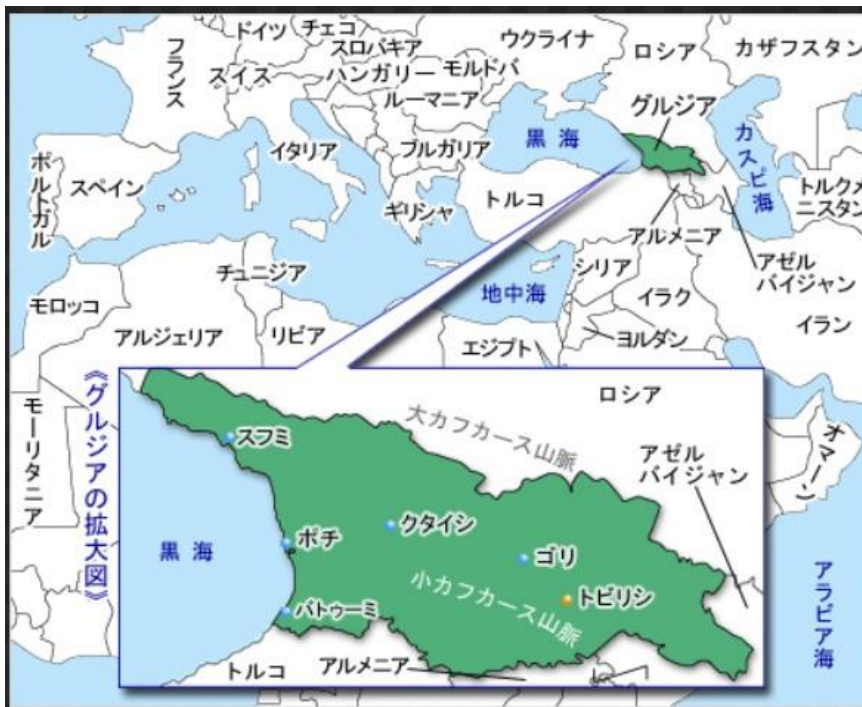 ドイツ
チェコ
スロバキア
ウクライナ
ロシア
カザフスタン
フランス
スイス
ハンガリー
モルドバ
ルーマニア
グルジア
黒海
カスピ海
イタリア
ブルガリア
ポルトガル
スペイン
ギリシャ
トルコ
トルクメ
ニスタン
アルメニア
アゼル
バイジャン
チュニジア
シリア
地中海
モロッコ
イラク
アルジェリア
リビア
エジプト
ヨルダン
イラン
モーリタニア
オマーン
アラビア海
《グルジアの拡大図》
ロシア
大カフカース山脈
アゼル
バイジャン
スフミ
黒海
ポチ
クタイシ
ゴリ
小カフカース山脈
トビリシ
バトゥーミ
トルコ
アルメニア